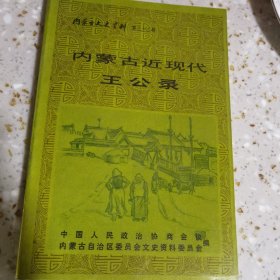 内蒙古文史资料 第三十二辑
内蒙古近现代
王公录
中国人民政治协商会议
内蒙古自治区委员会文史资料委员会
编